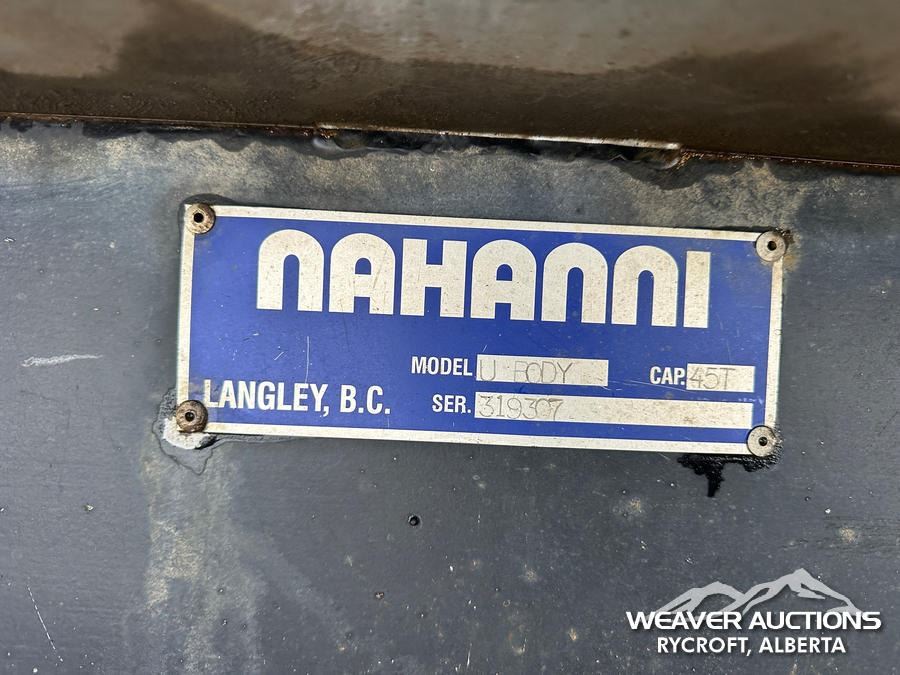 NAHANNI
MODEL U BODY CAP. 45T
LANGLEY, B.C. SER. 319307
WEAVER AUCTIONS
RYCROFT, ALBERTA